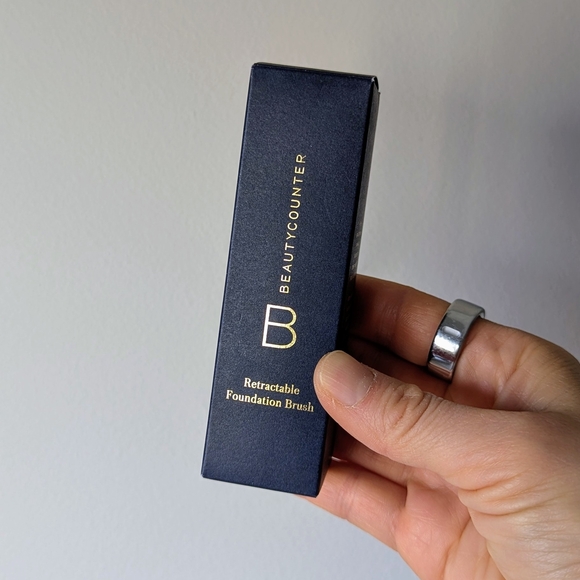 BEAUTYCOUNTER
B
Retractable
Foundation Brush